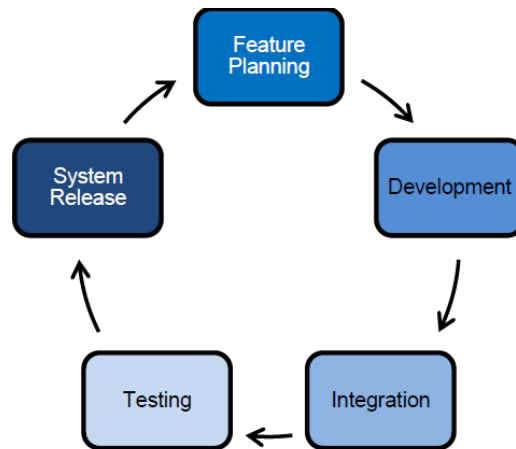 Feature
Planning
Development
Integration
Testing
System
Release